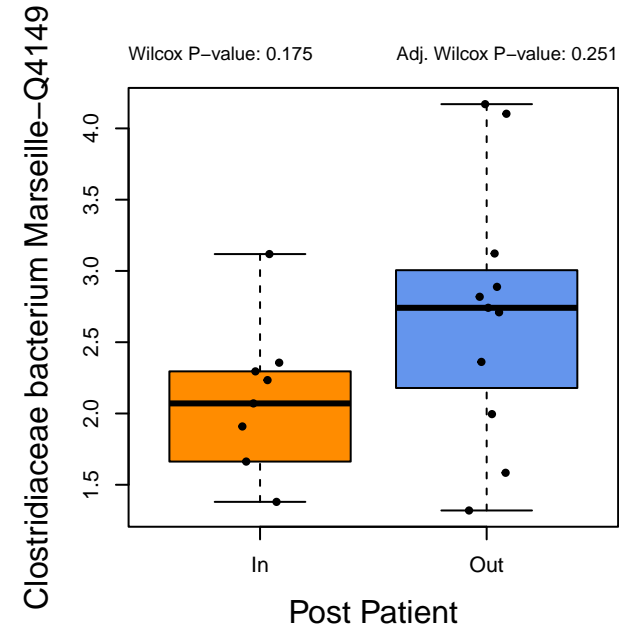 Wilcox P−value: 0.175
Adj. Wilcox P−value: 0.251
Clostridiaceae bacterium Marseille−Q4149
4.0
3.5
3.0
2.5
2.0
1.5
In
Out
Post Patient